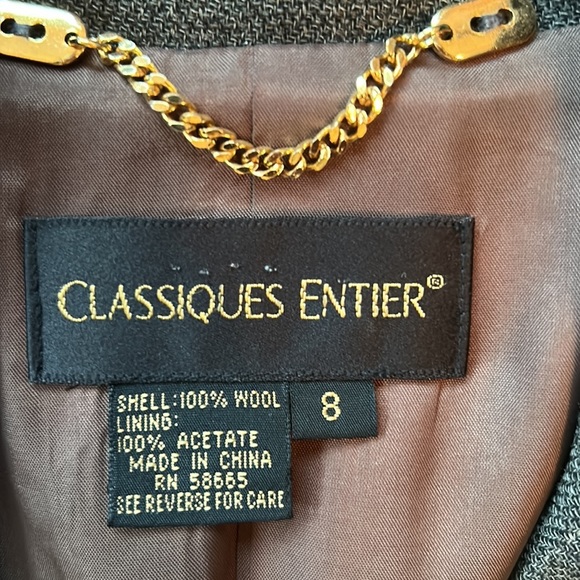 CLASSIQUES ENTIER®
SHELL: 100% WOOL
LINING:
100% ACETATE
MADE IN CHINA
RN 58665
SEE REVERSE FOR CARE
8